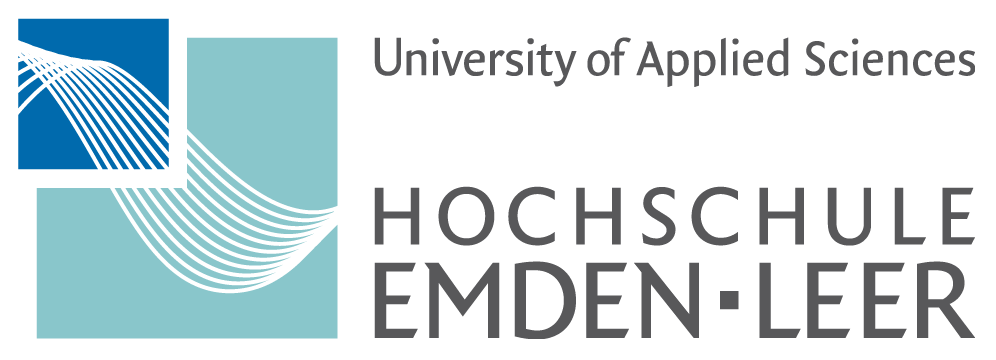 University of Applied Sciences
HOCHSCHULE
EMDEN·LEER